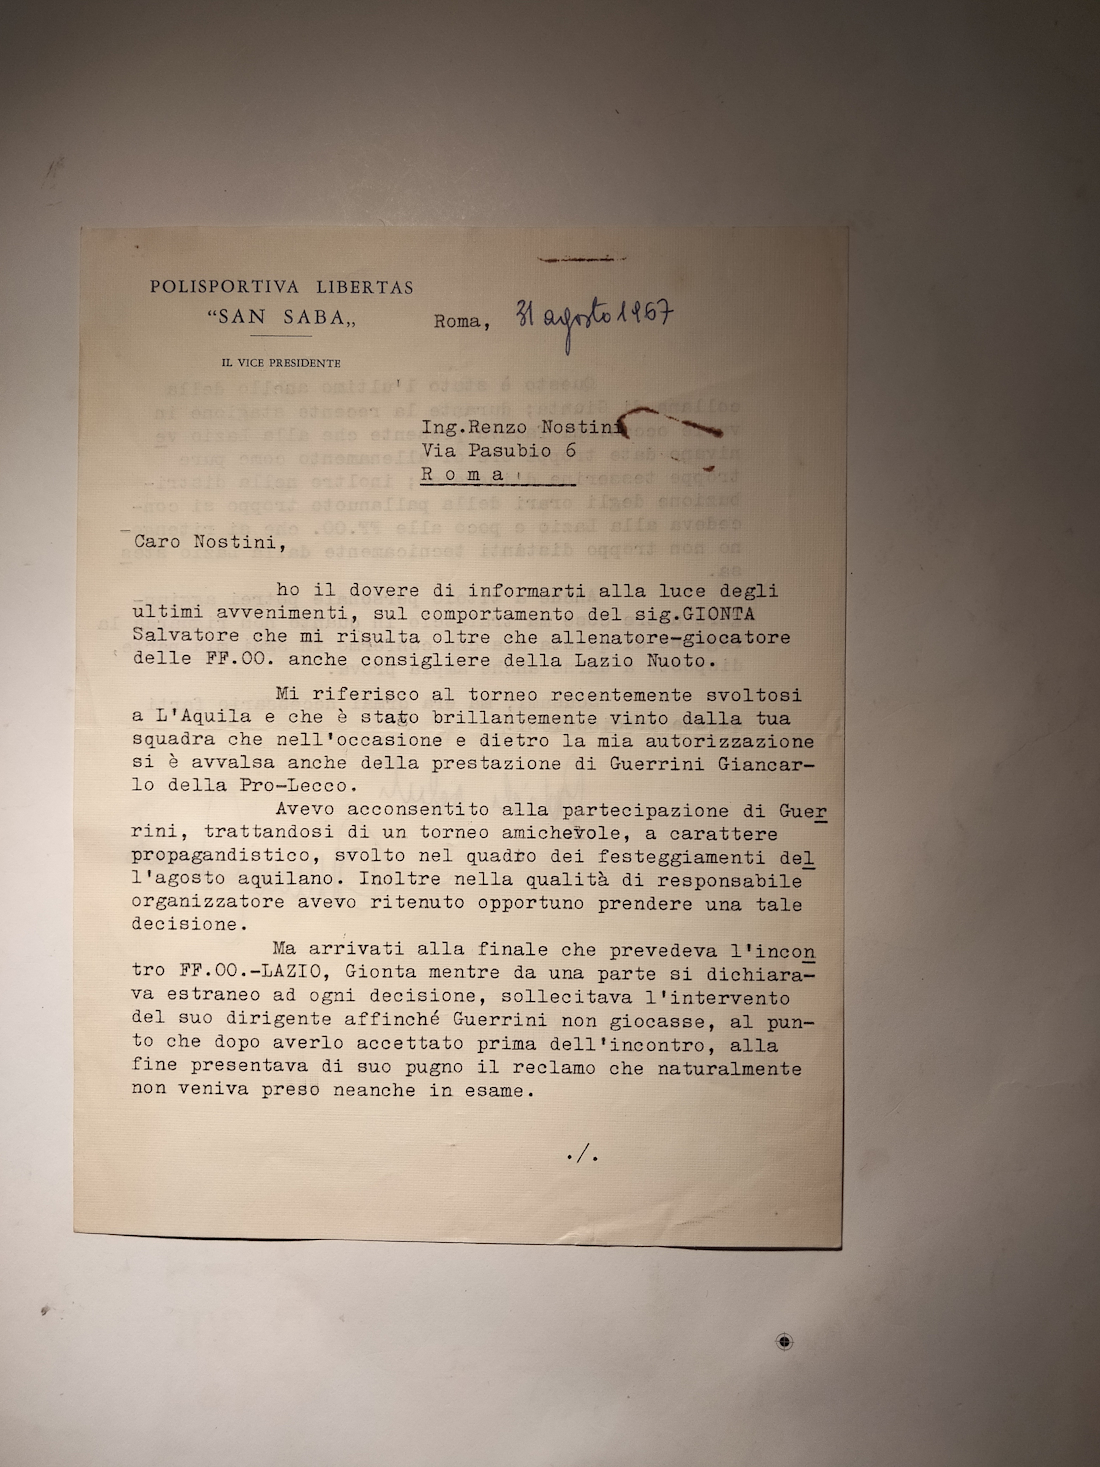 POLISPORTIVA LIBERTAS
“SAN SABA„
IL VICE PRESIDENTE
Roma, 31 agosto 1967
Ing.Renzo Nostini
Via Pasubio 6
R o m a
Caro Nostini,
ho il dovere di informarti alla luce degli
ultimi avvenimenti, sul comportamento del sig.GIONTA
Salvatore che mi risulta oltre che allenatore-giocatore
delle FF.OO. anche consigliere della Lazio Nuoto.
Mi riferisco al torneo recentemente svoltosi
a L'Aquila e che è stato brillantemente vinto dalla tua
squadra che nell'occasione e dietro la mia autorizzazione
si è avvalsa anche della prestazione di Guerrini Giancar-
lo della Pro-Lecco.
Avevo acconsentito alla partecipazione di Guer
rini, trattandosi di un torneo amichevole, a carattere
propagandistico, svolto nel quadro dei festeggiamenti del
l'agosto aquilano. Inoltre nella qualità di responsabile
organizzatore avevo ritenuto opportuno prendere una tale
decisione.
Ma arrivati alla finale che prevedeva l'incon
tro FF.OO.-LAZIO, Gionta mentre da una parte si dichiara-
va estraneo ad ogni decisione, sollecitava l'intervento
del suo dirigente affinché Guerrini non giocasse, al pun-
to che dopo averlo accettato prima dell'incontro, alla
fine presentava di suo pugno il reclamo che naturalmente
non veniva preso neanche in esame.
./.